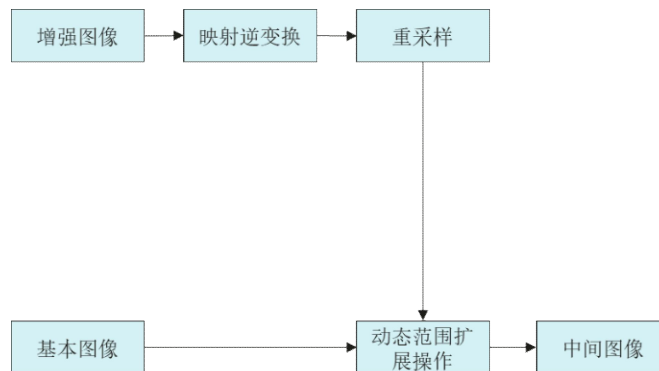 增强图像
映射逆变换
重采样
基本图像
动态范围扩
展操作
中间图像